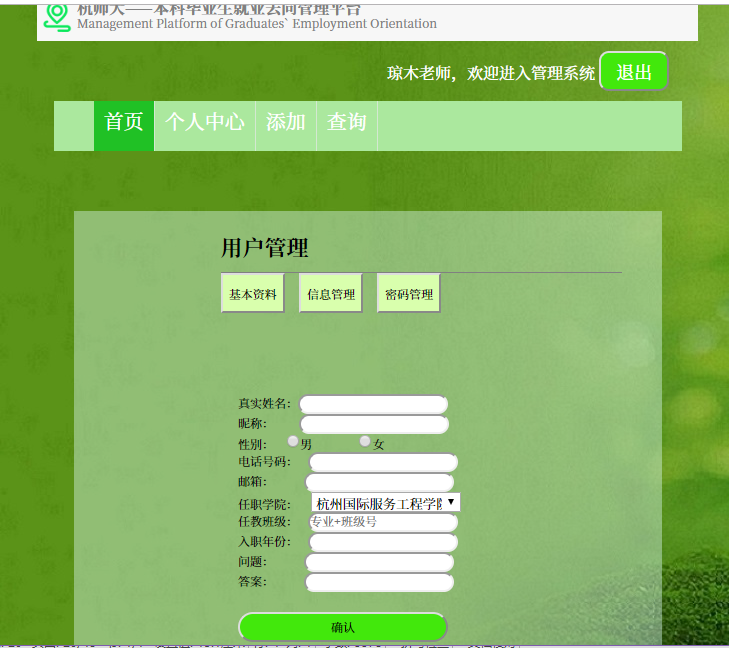 杭师大——本科毕业生就业去向管理平台
Management Platform of Graduates` Employment Orientation
琼木老师，欢迎进入管理系统 退出
首页 个人中心 添加 查询
用户管理
基本资料 信息管理 密码管理
真实姓名：
昵称：
性别： 男 女
电话号码：
邮箱：
任职学院： 杭州国际服务工程学院
任教班级： 专业+班级号
入职年份：
问题：
答案：
确认